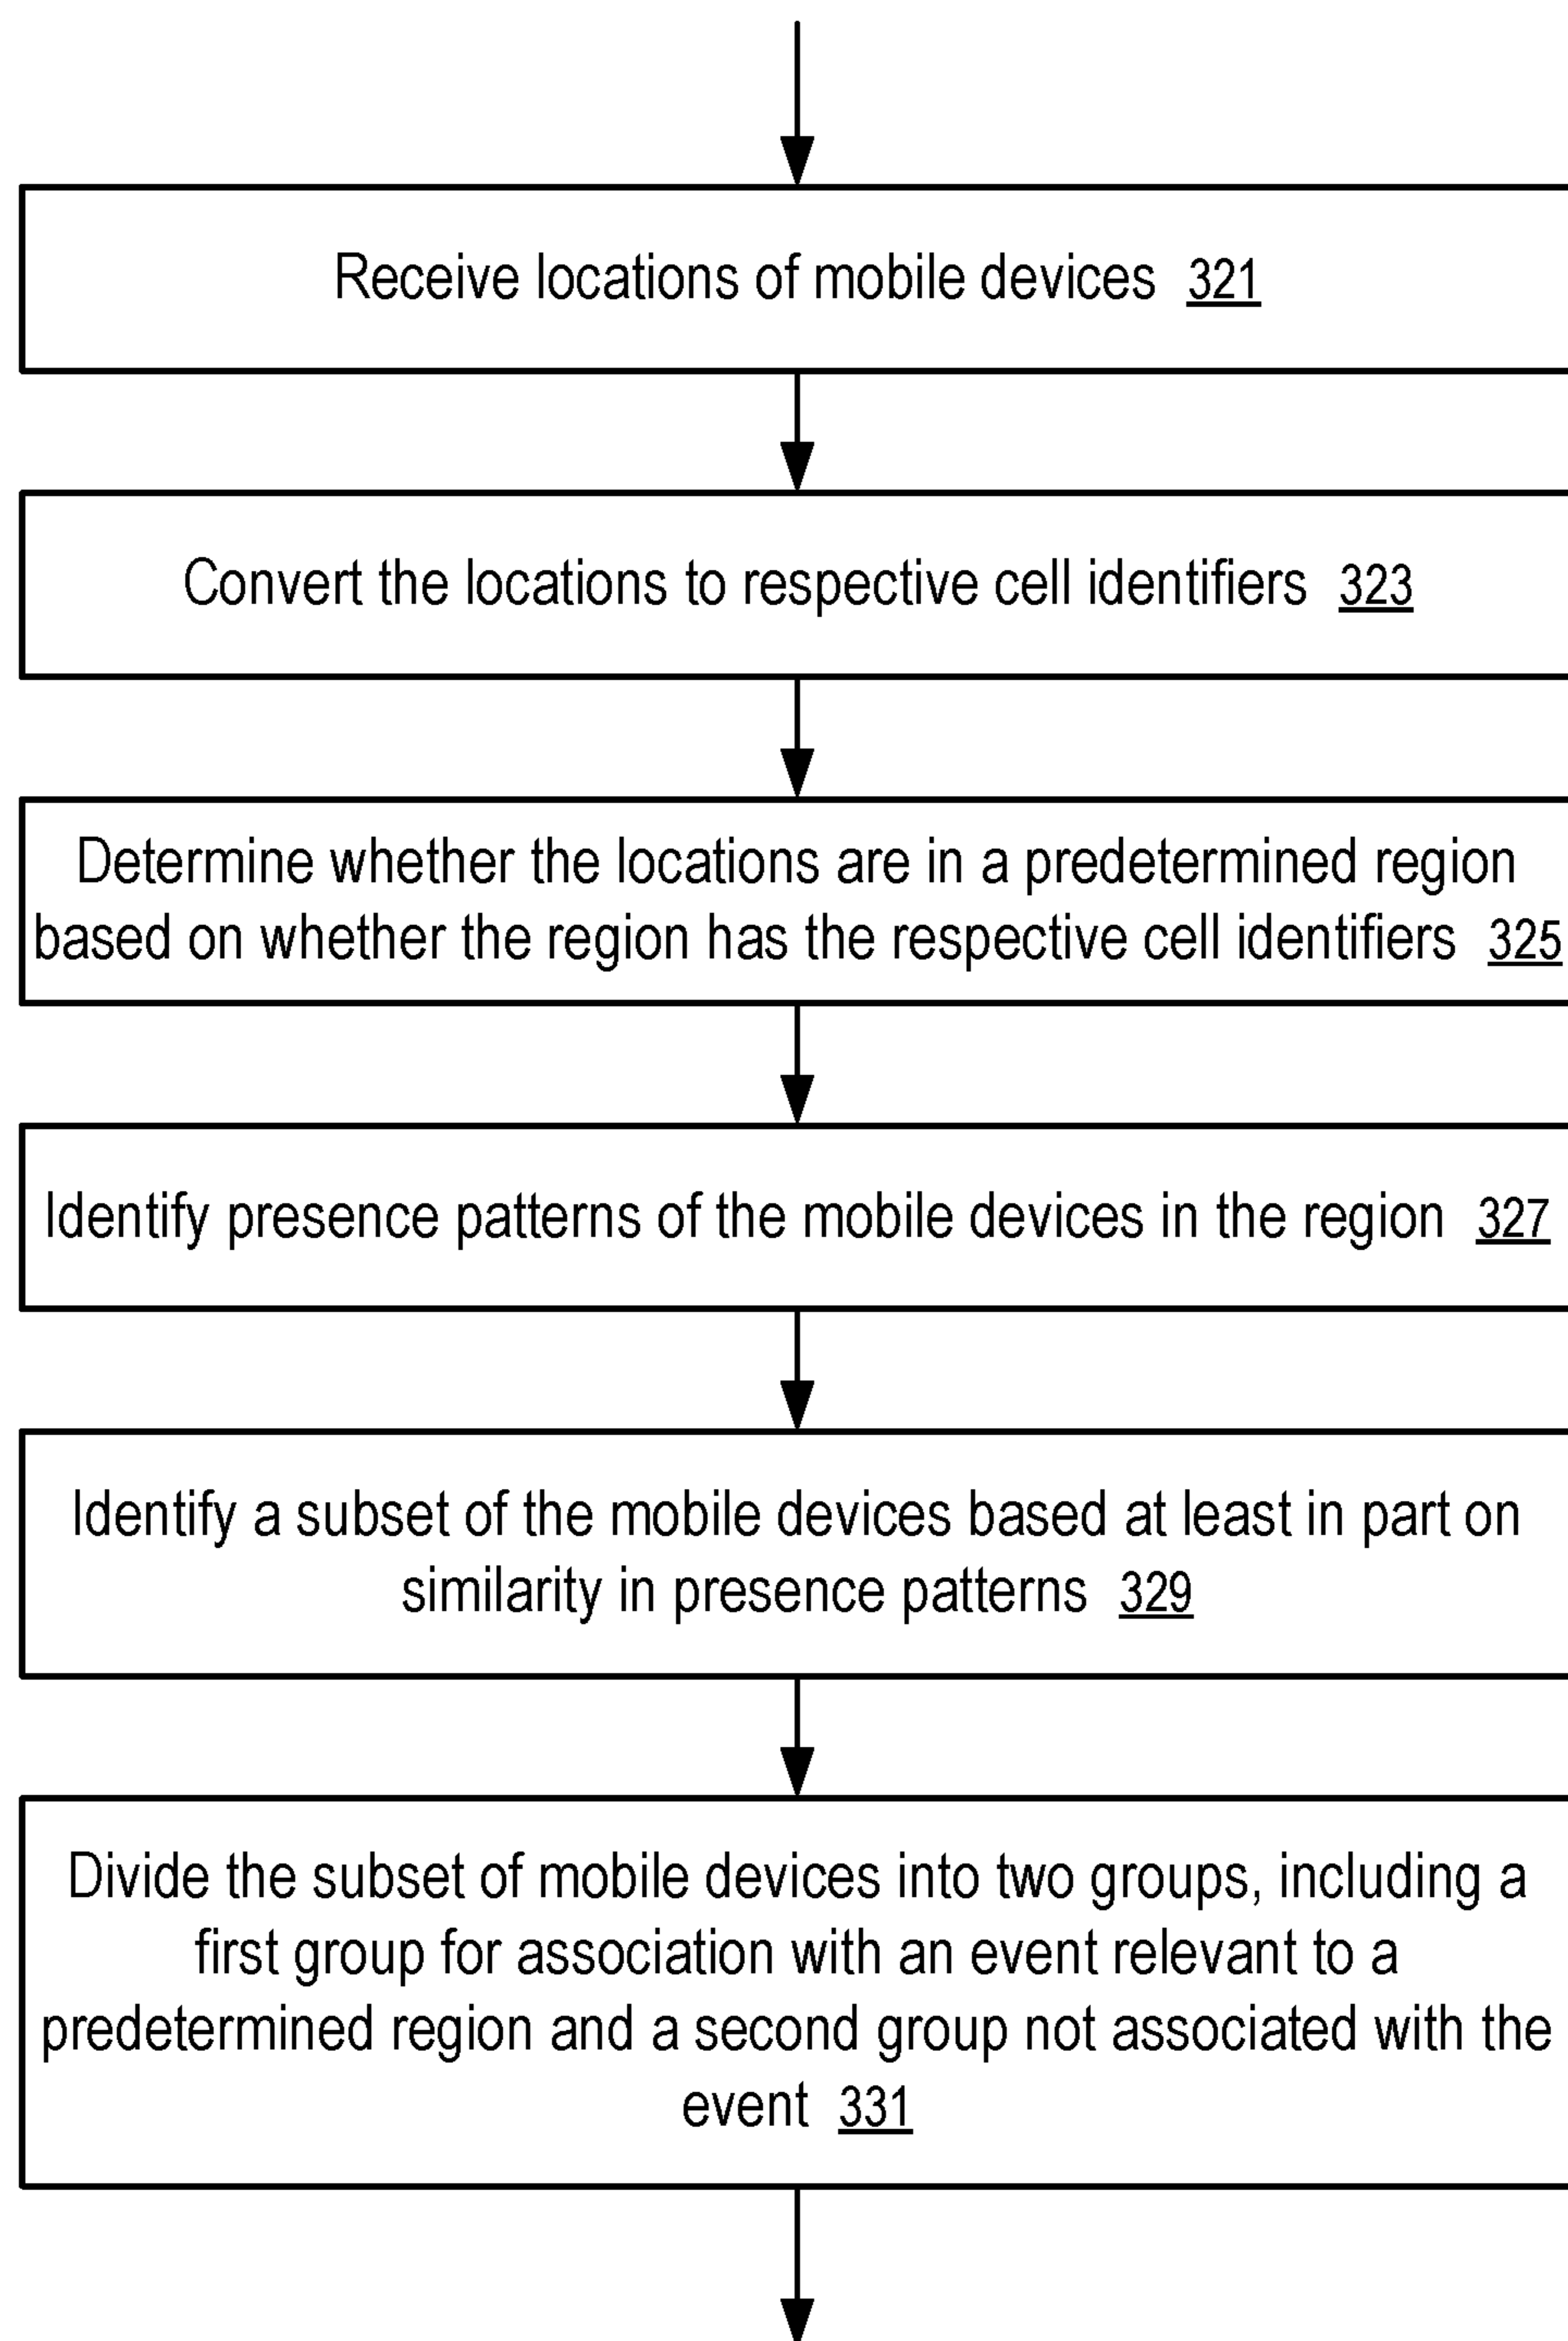 Receive locations of mobile devices 321
Convert the locations to respective cell identifiers 323
Determine whether the locations are in a predetermined region
based on whether the region has the respective cell identifiers 325
Identify presence patterns of the mobile devices in the region 327
Identify a subset of the mobile devices based at least in part on
similarity in presence patterns 329
Divide the subset of mobile devices into two groups, including a
first group for association with an event relevant to a
predetermined region and a second group not associated with the
event 331